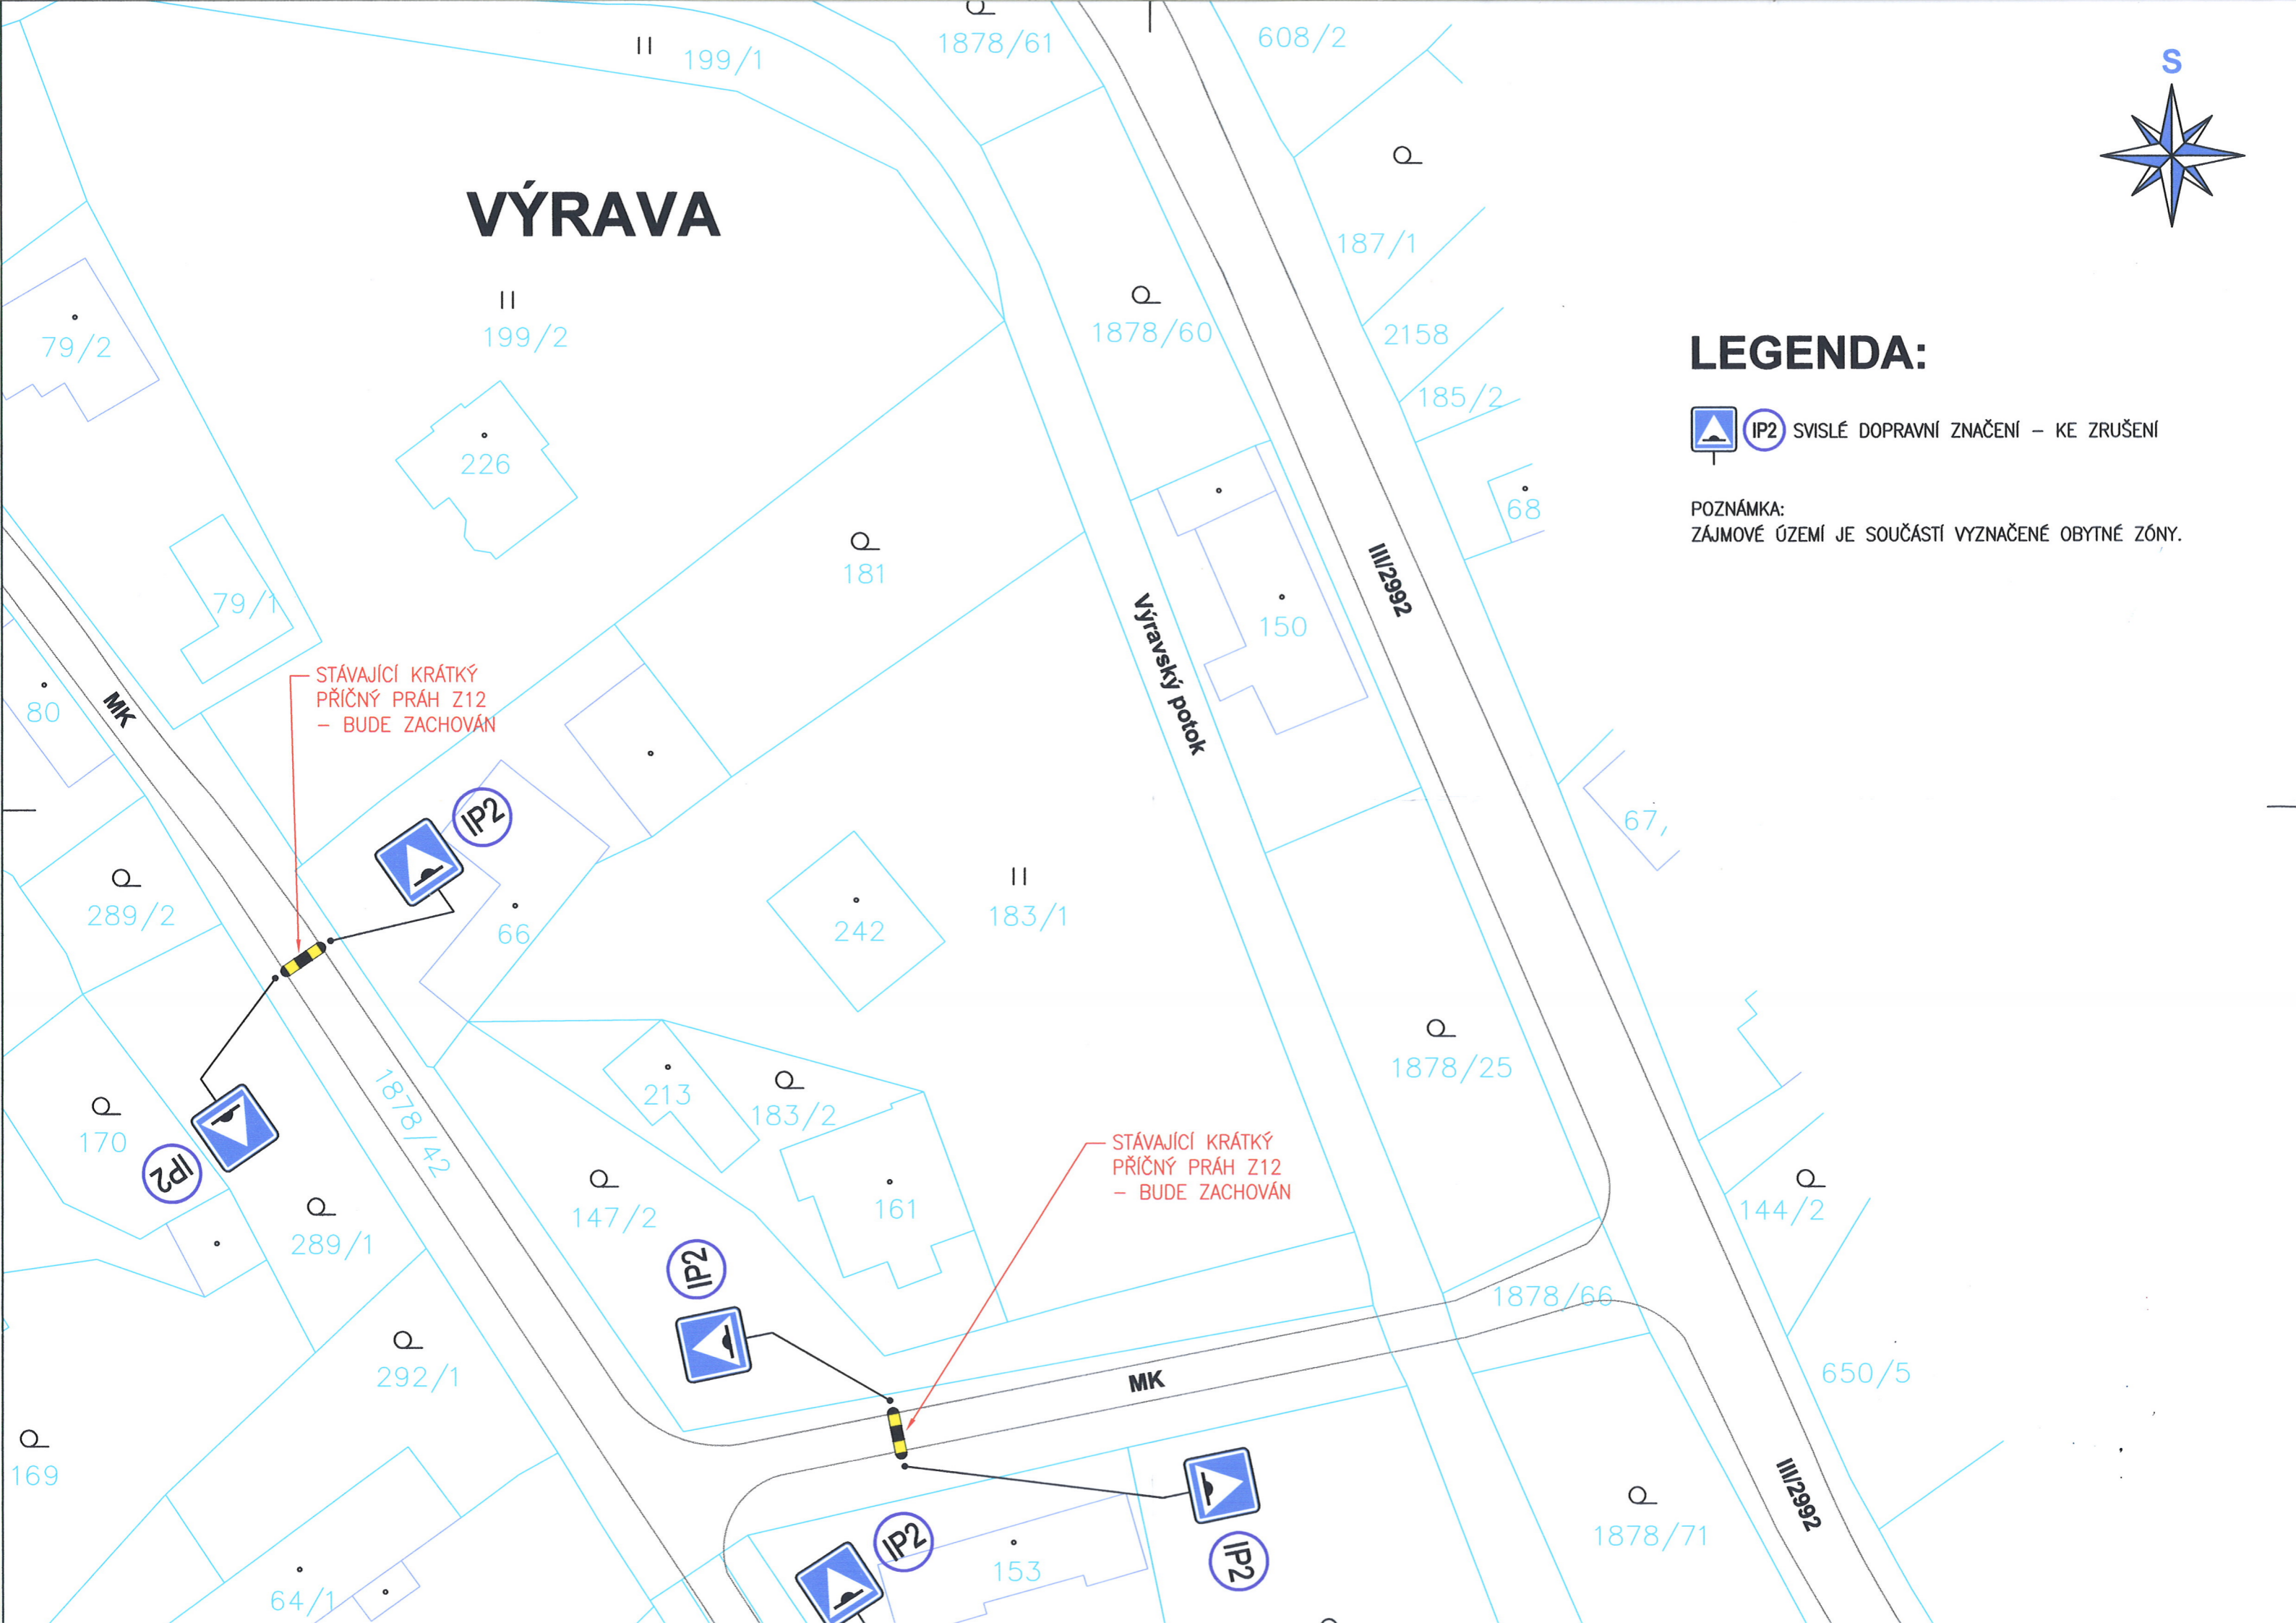 199/1
1878/61
608/2
S
VÝRAVA
187/1
199/2
1878/60
2158
79/2
LEGENDA:
185/2
IP2 SVISLÉ DOPRAVNÍ ZNAČENÍ – KE ZRUŠENÍ
226
68
POZNÁMKA:
ZÁJMOVÉ ÚZEMÍ JE SOUČÁSTÍ VYZNAČENÉ OBYTNÉ ZÓNY.
181
III/2992
79/1
150
Výravský potok
STÁVAJÍCÍ KRÁTKÝ
PŘÍČNÝ PRÁH Z12
– BUDE ZACHOVÁN
80
MK
IP2
67
289/2
66
242
183/1
1878/25
213
183/2
1878/42
170
IP2
STÁVAJÍCÍ KRÁTKÝ
PŘÍČNÝ PRÁH Z12
– BUDE ZACHOVÁN
161
144/2
147/2
289/1
IP2
1878/66
292/1
MK
650/5
169
III/2992
IP2
IP2
153
1878/71
64/1